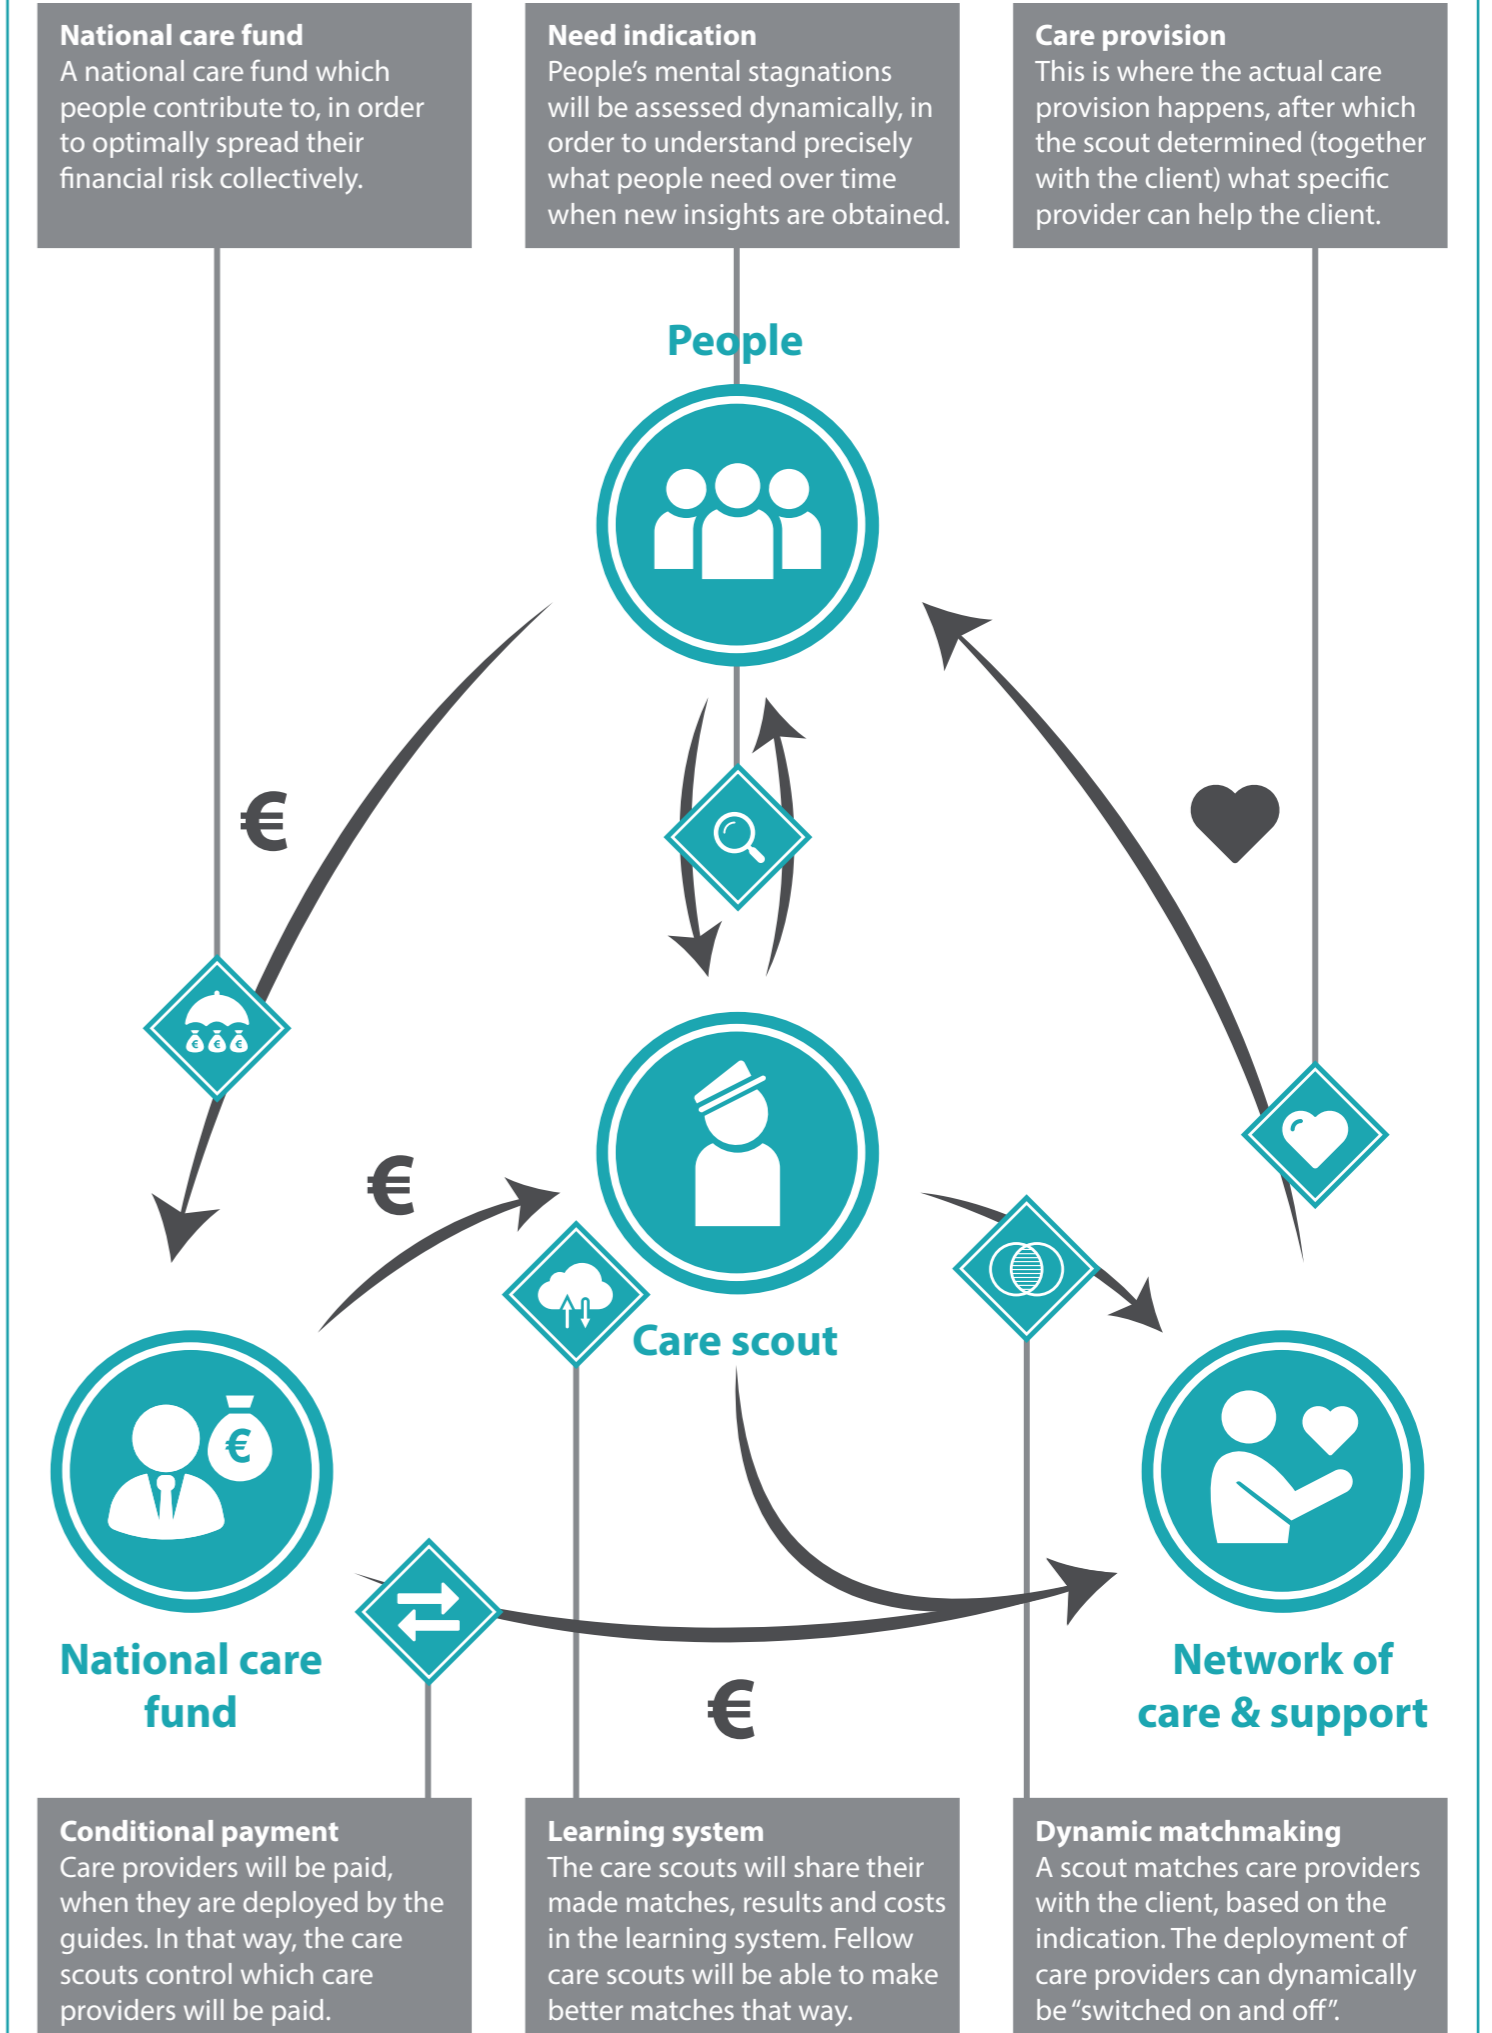 National care fund
A national care fund which
people contribute to, in order
to optimally spread their
financial risk collectively.
Need indication
People’s mental stagnations
will be assessed dynamically, in
order to understand precisely
what people need over time
when new insights are obtained.
Care provision
This is where the actual care
provision happens, after which
the scout determined (together
with the client) what specific
provider can help the client.
People
€
€
€ € €
Care scout
€
National care
fund
€
Network of
care & support
Conditional payment
Care providers will be paid,
when they are deployed by the
guides. In that way, the care
scouts control which care
providers will be paid.
Learning system
The care scouts will share their
made matches, results and costs
in the learning system. Fellow
care scouts will be able to make
better matches that way.
Dynamic matchmaking
A scout matches care providers
with the client, based on the
indication. The deployment of
care providers can dynamically
be “switched on and off”.